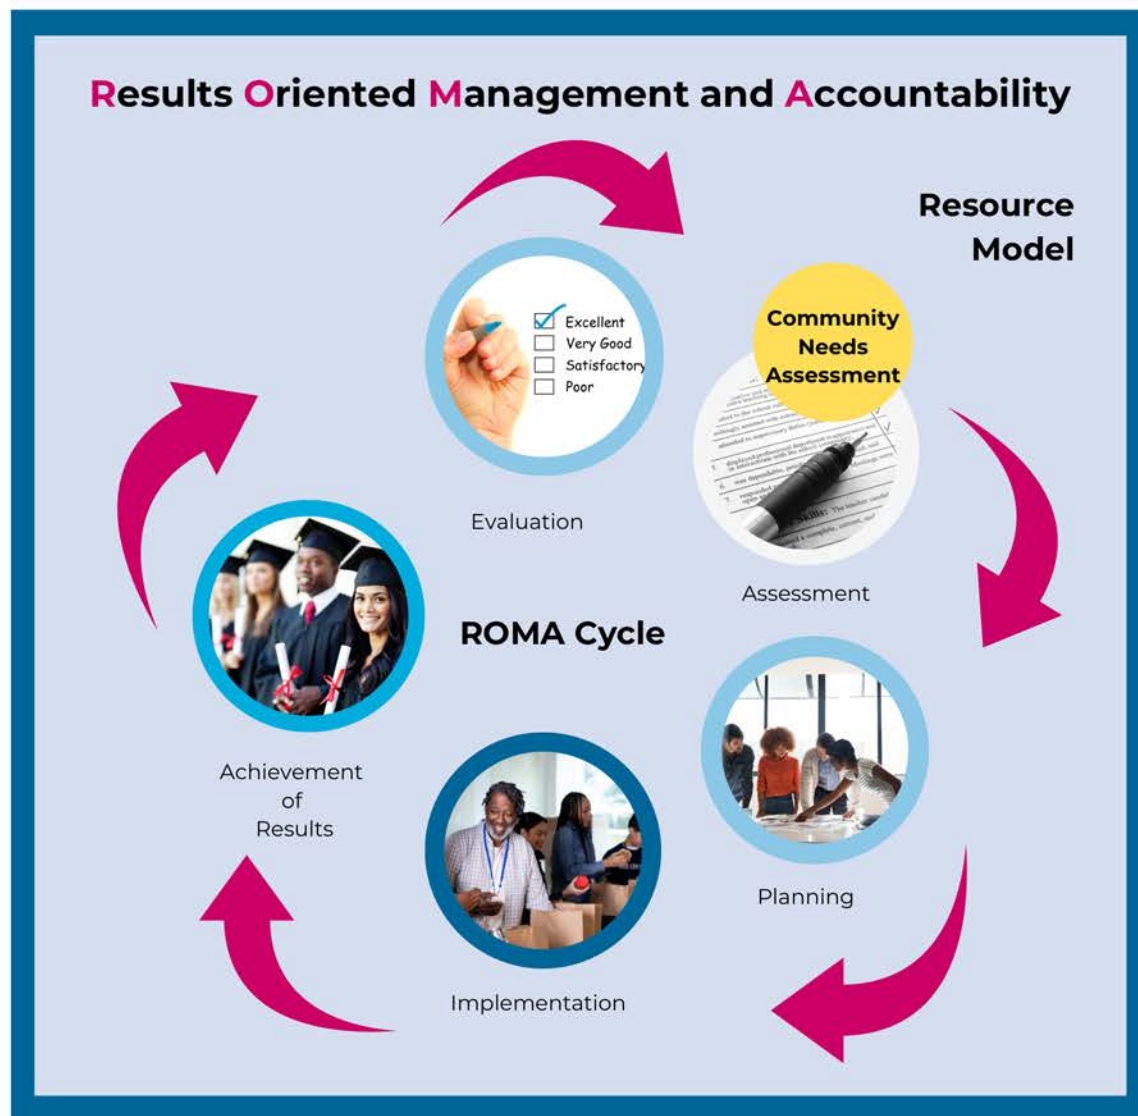 Results Oriented Management and Accountability
Resource
Model
Community
Needs
Assessment
Excellent
Very Good
Satisfactory
Poor
Evaluation
Assessment
ROMA Cycle
Achievement
of
Results
Planning
Implementation